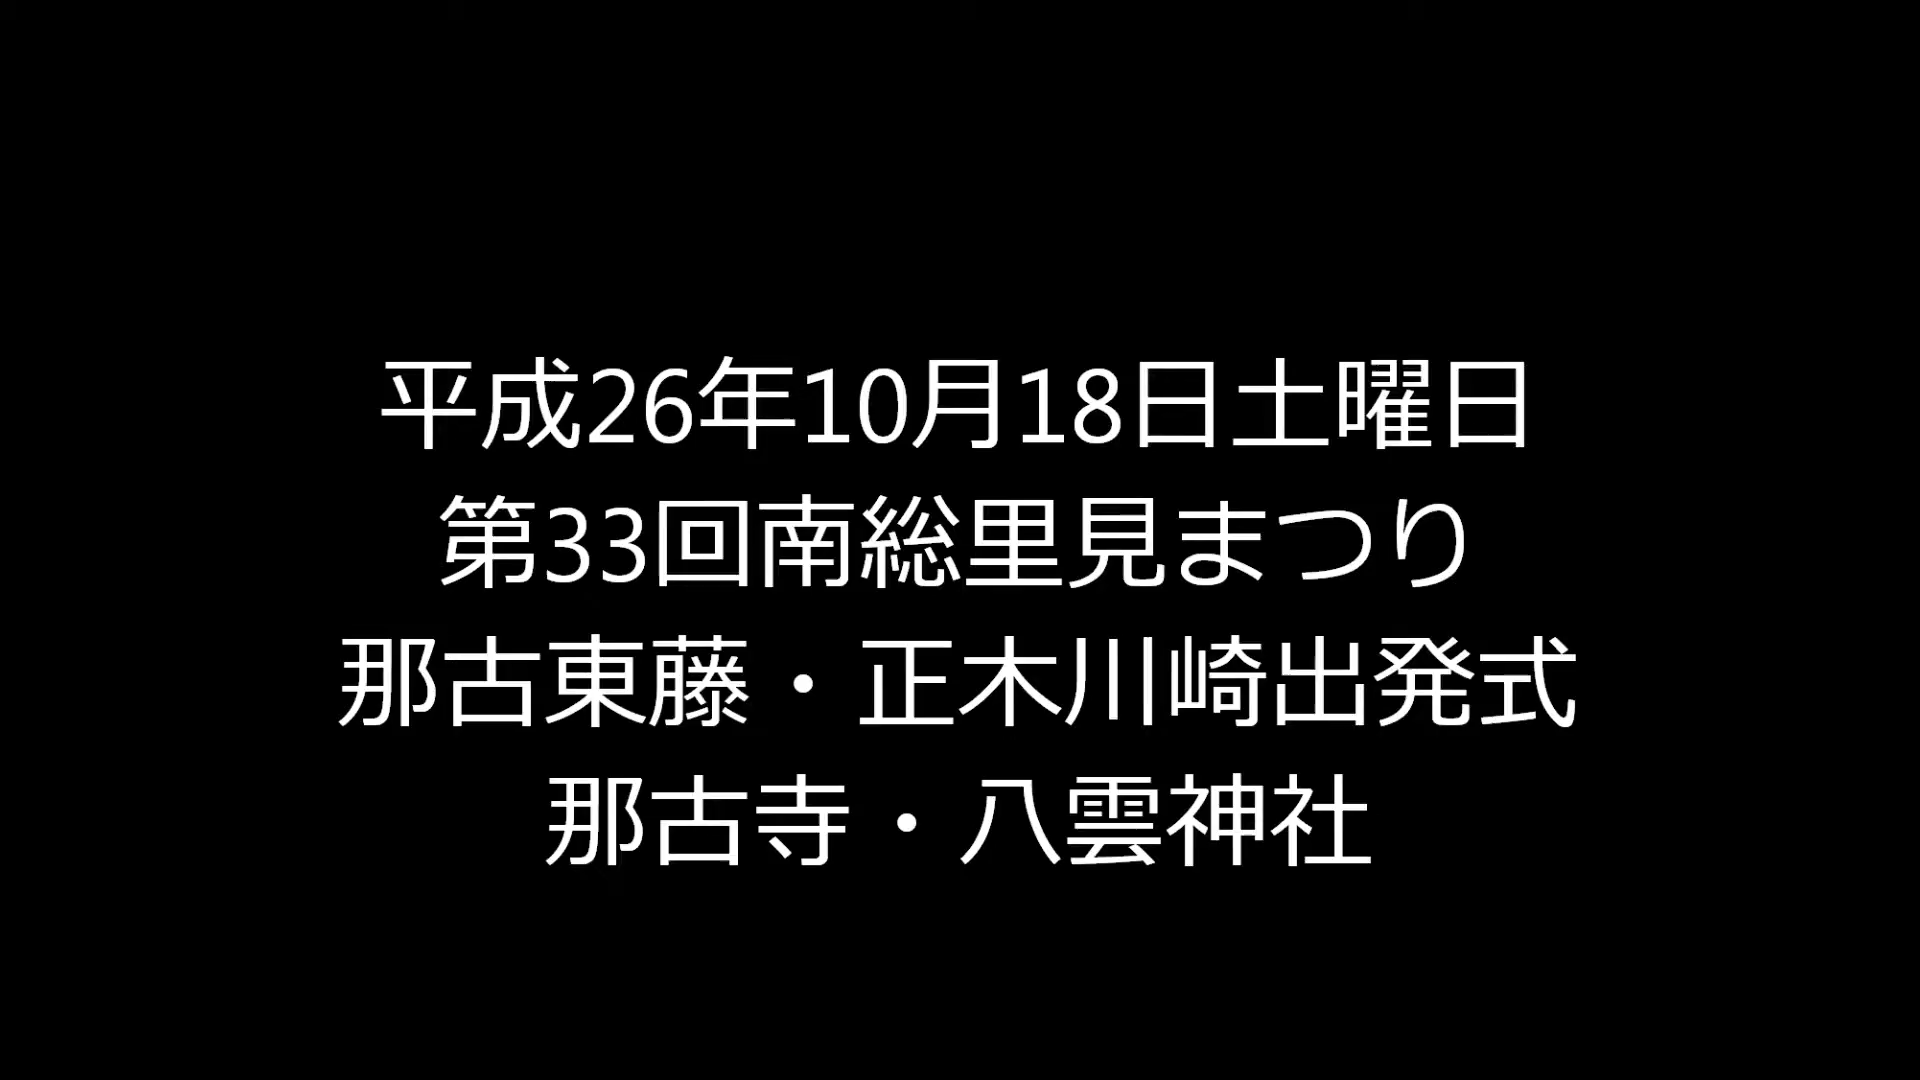 平成26年10月18日土曜日
第33回南総里見まつり
那古東藤・正木川崎出発式
那古寺・八雲神社